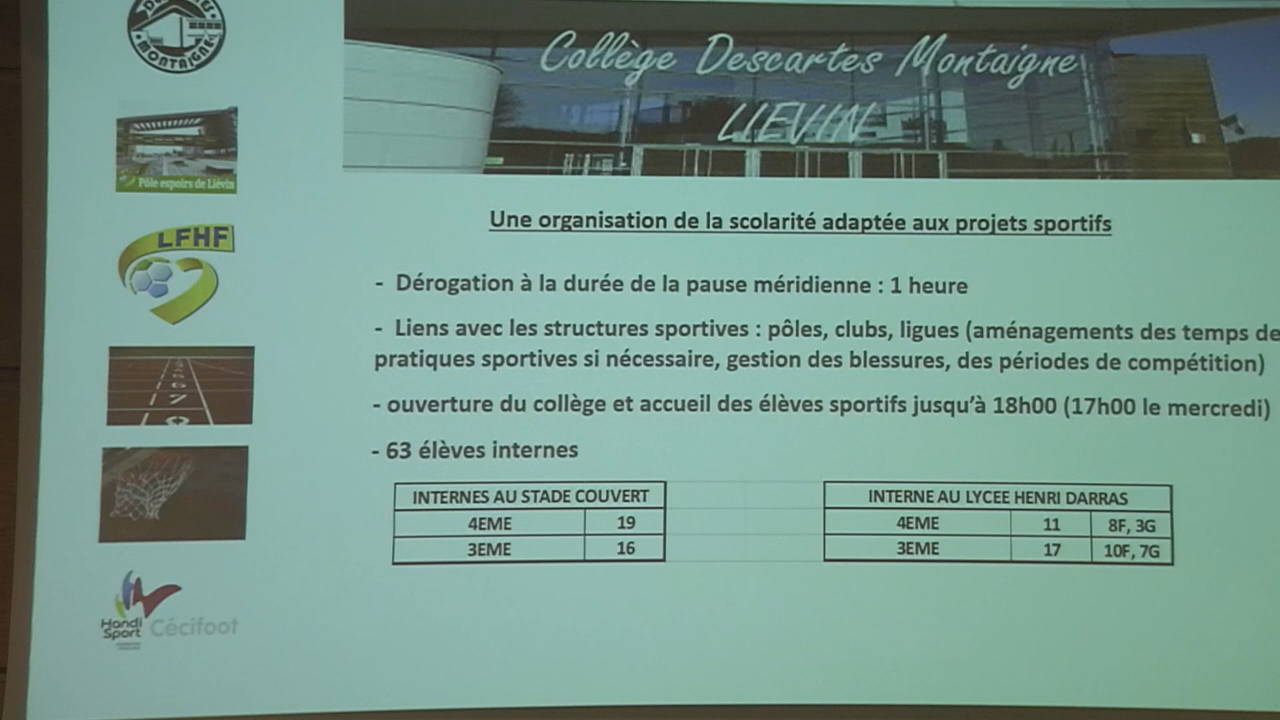 MONTAIGNE
Collège Descartes Montaigne
LIEVIN
Pôle espoirs de Liévin
LFHF
Une organisation de la scolarité adaptée aux projets sportifs
- Dérogation à la durée de la pause méridienne : 1 heure
- Liens avec les structures sportives : pôles, clubs, ligues (aménagements des temps de
pratiques sportives si nécessaire, gestion des blessures, des périodes de compétition)
- ouverture du collège et accueil des élèves sportifs jusqu'à 18h00 (17h00 le mercredi)
- 63 élèves internes
INTERNES AU STADE COUVERT
4EME 19
3EME 16
INTERNE AU LYCEE HENRI DARRAS
4EME 11 8F, 3G
3EME 17 10F, 7G
Handi
Sport Cécifoot